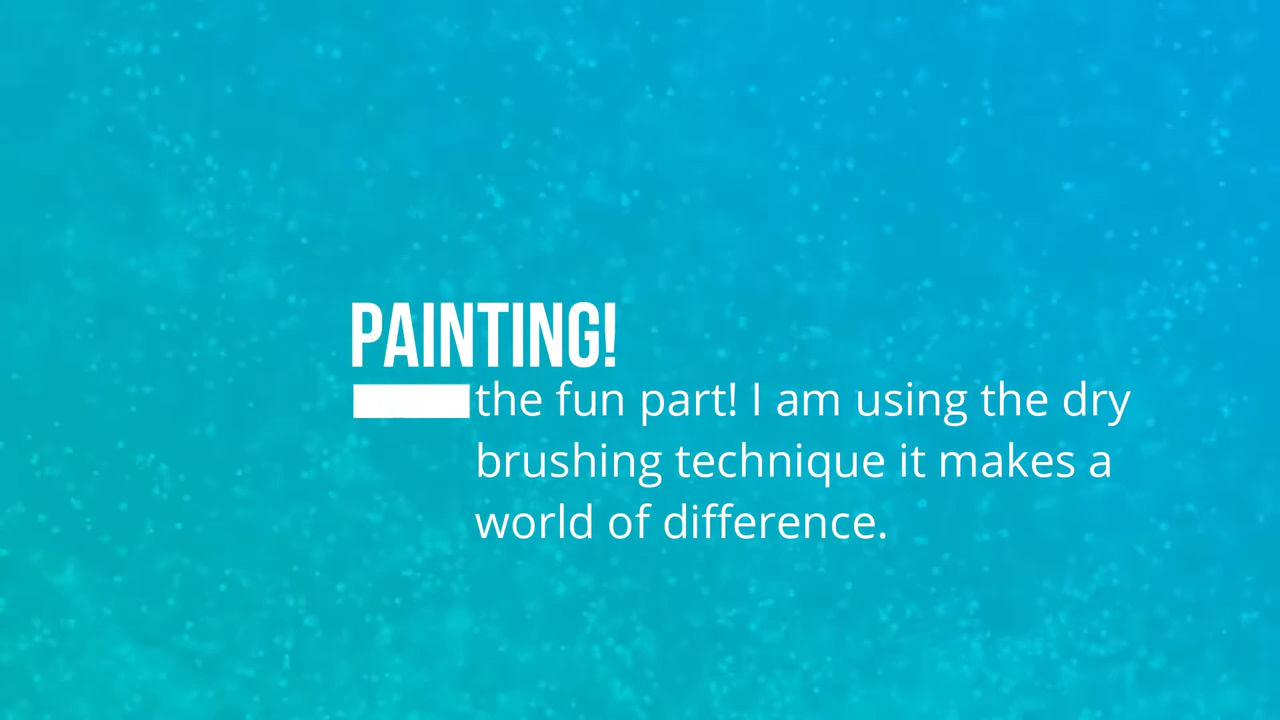 PAINTING!
the fun part! I am using the dry
brushing technique it makes a
world of difference.